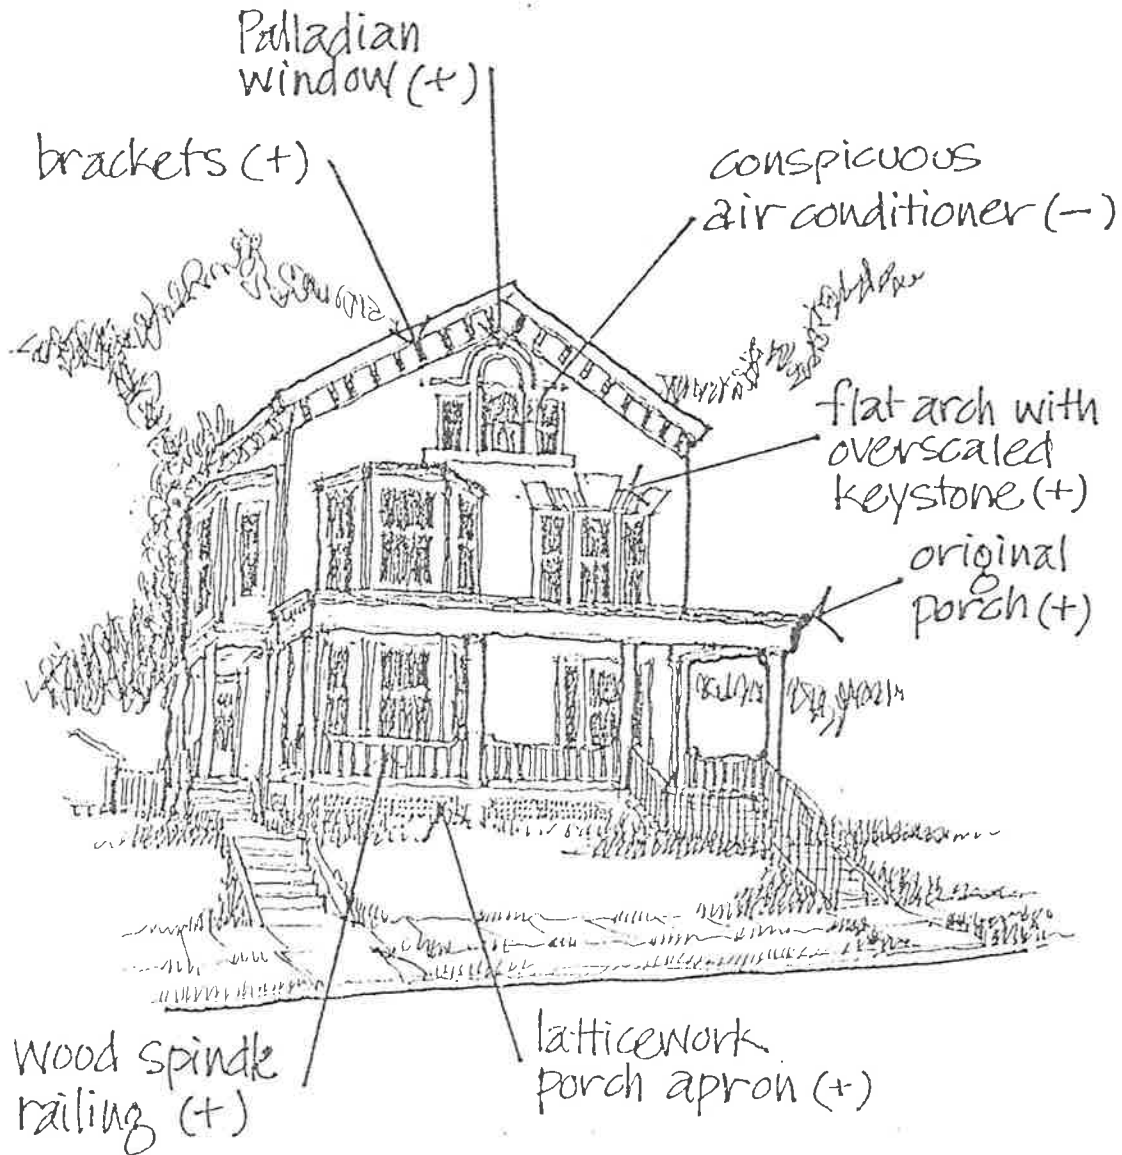 Palladian
window (+)
brackets (+)
conspicuous
air conditioner (-)
flat arch with
overscaled
keystone (+)
original
porch (+)
wood spindle
railing (+)
latticework
porch apron (+)